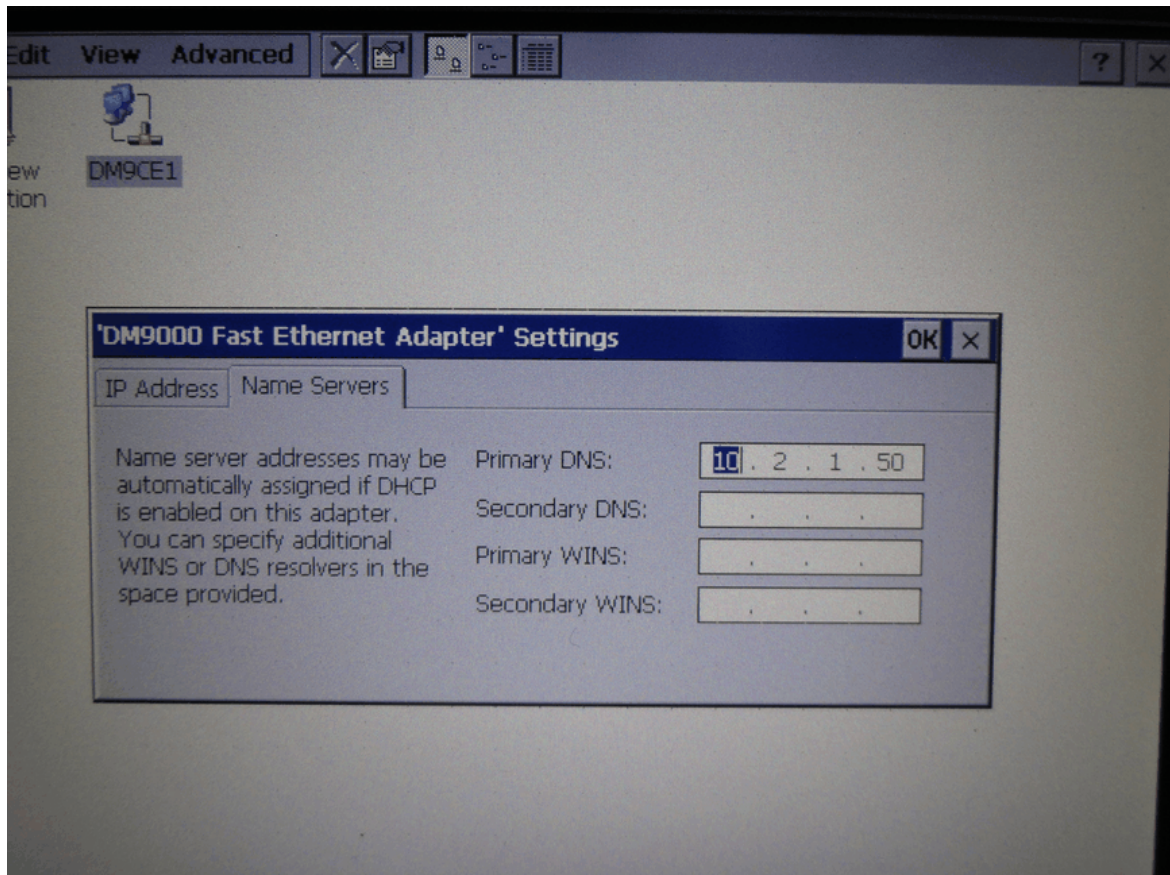 Edit View Advanced ? ×
ew
tion
DM9CE1
'DM9000 Fast Ethernet Adapter' Settings OK ×
IP Address Name Servers
Name server addresses may be
automatically assigned if DHCP
is enabled on this adapter.
You can specify additional
WINS or DNS resolvers in the
space provided.
Primary DNS: 10 . 2 . 1 . 50
Secondary DNS: . . .
Primary WINS: . . .
Secondary WINS: . . .